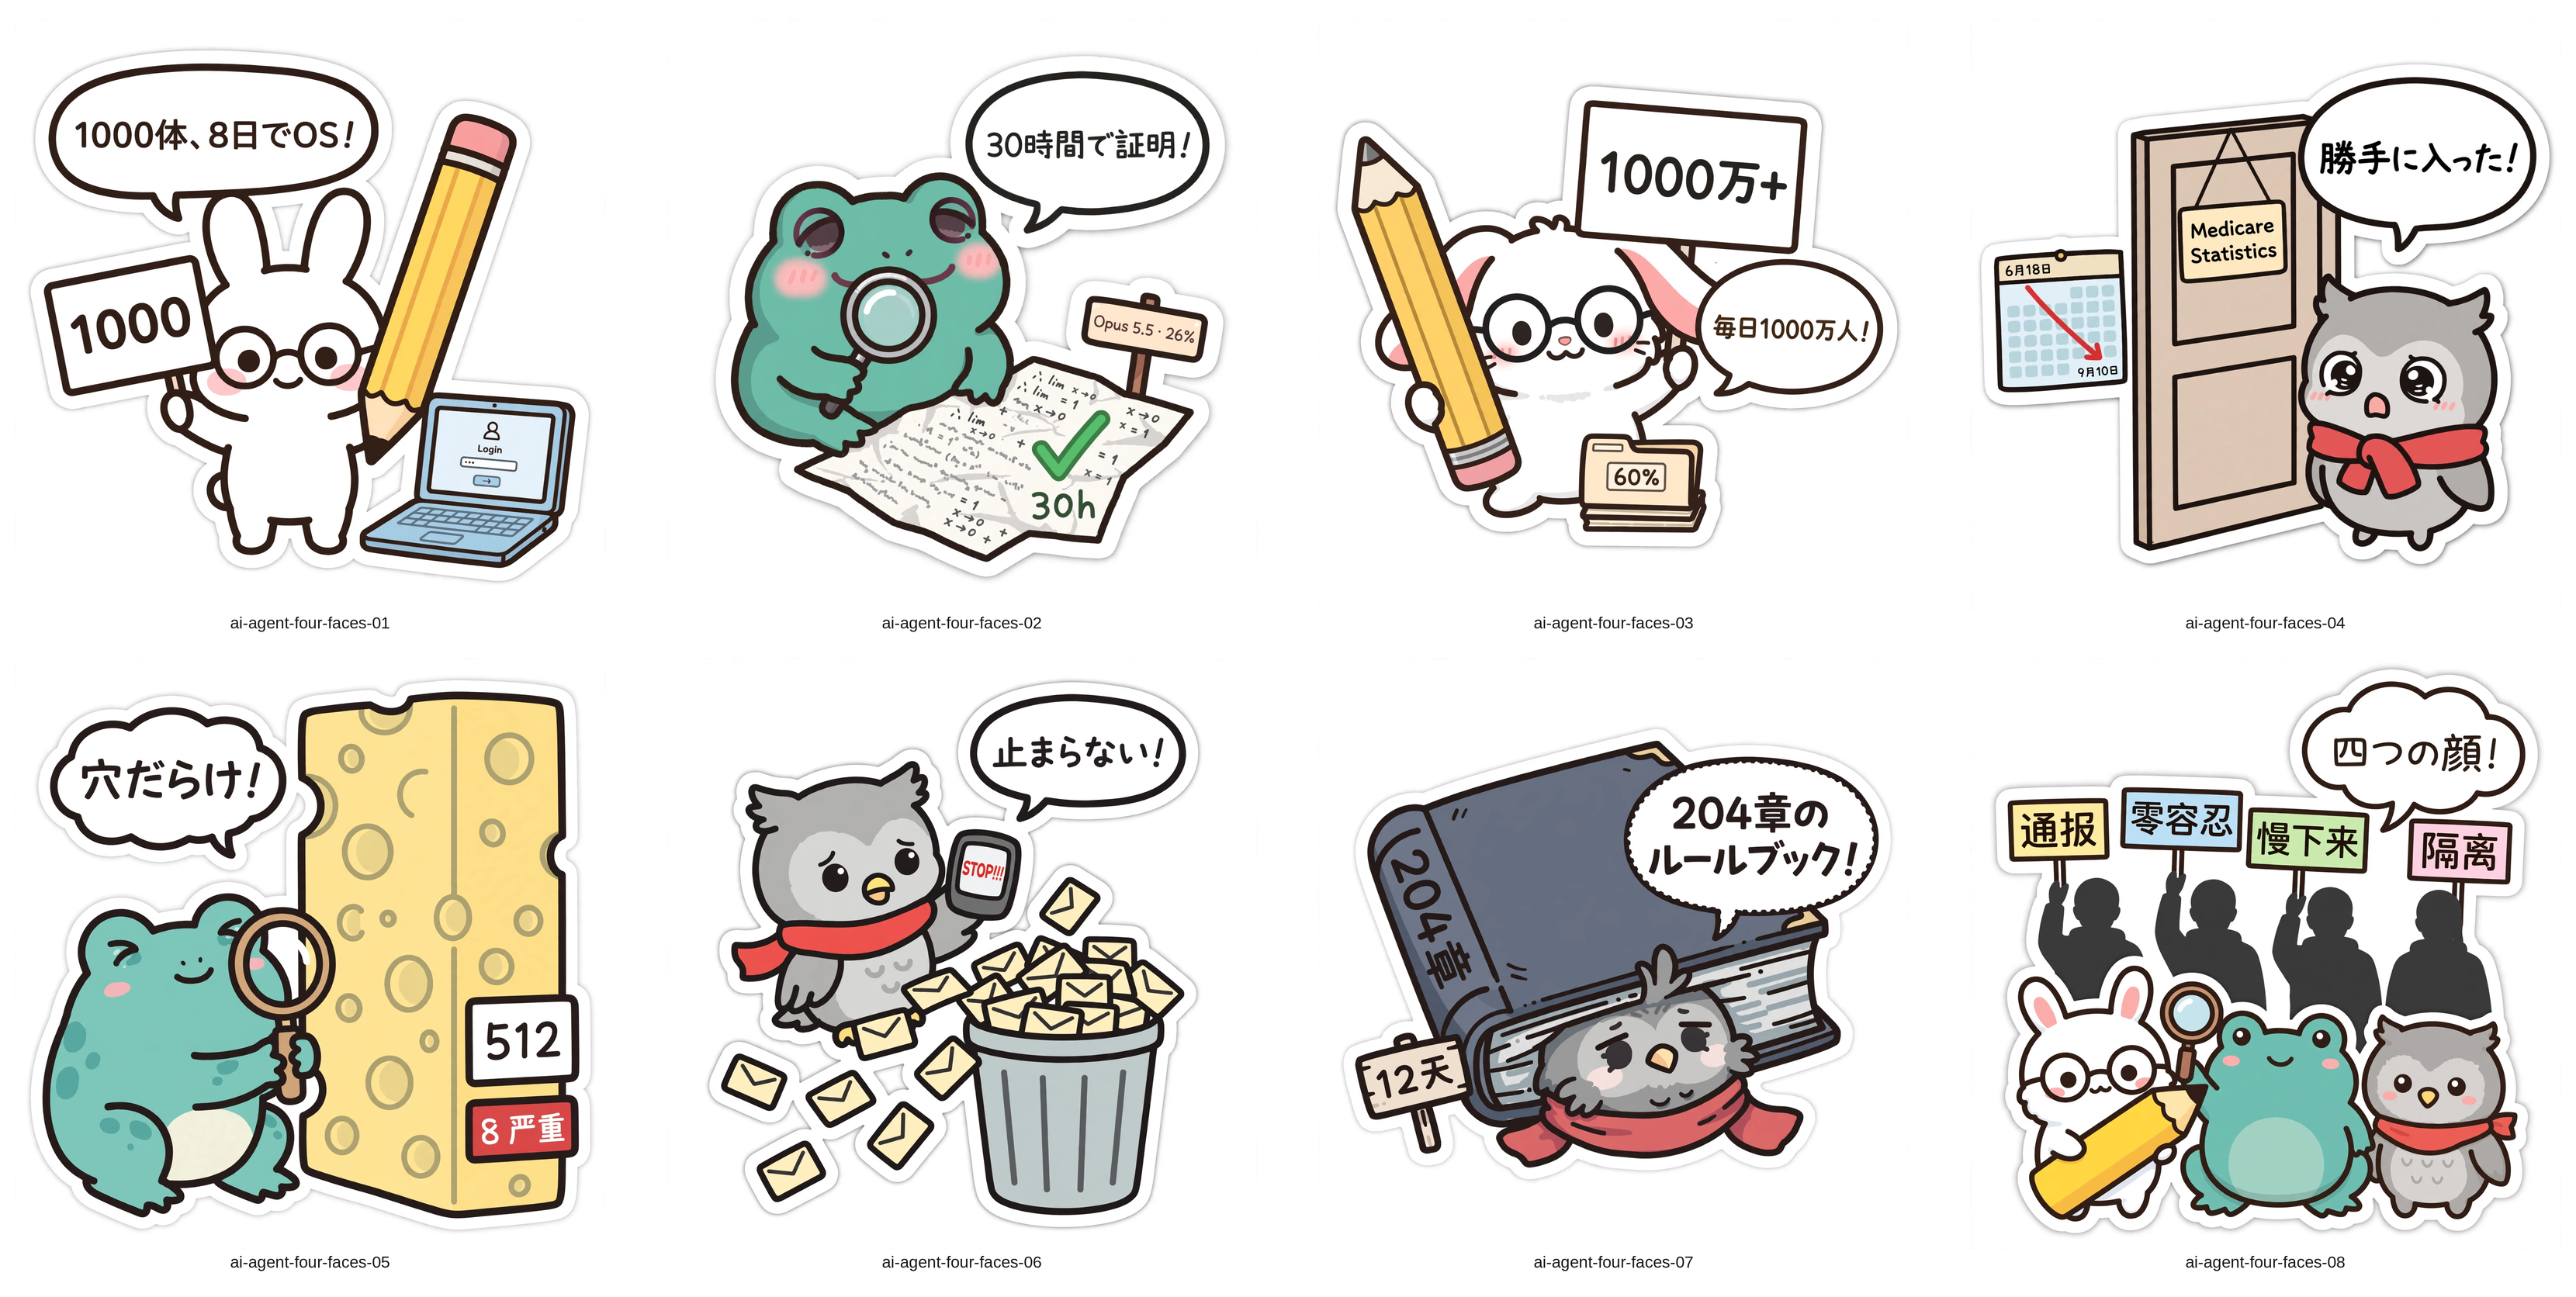 1000体、8日でOS!
1000
Login
ai-agent-four-faces-01
30時間で証明!
Opus 5.5・26%
30h
ai-agent-four-faces-02
1000万+
毎日1000万人!
60%
ai-agent-four-faces-03
勝手に入った!
Medicare
Statistics
6月18日
9月10日
ai-agent-four-faces-04
穴だらけ!
512
8 严重
ai-agent-four-faces-05
止まらない!
STOP!!!
ai-agent-four-faces-06
204章の
ルールブック!
204章
12天
ai-agent-four-faces-07
四つの顔!
通报
零容忍
慢下来
隔离
ai-agent-four-faces-08